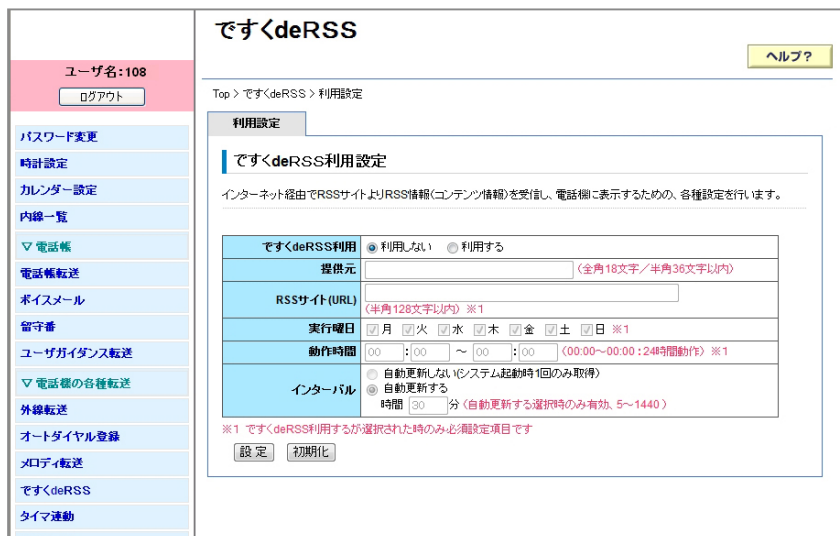 ですくdeRSS
ヘルプ?
ユーザ名:108
ログアウト
パスワード変更
時計設定
カレンダー設定
内線一覧
▽ 電話帳
電話帳転送
ボイスメール
留守番
ユーザガイダンス転送
▽ 電話機の各種転送
外線転送
オートダイヤル登録
メロディ転送
ですくdeRSS
タイマ連動
Top > ですくdeRSS > 利用設定
利用設定
ですくdeRSS利用設定
インターネット経由でRSSサイトよりRSS情報(コンテンツ情報)を受信し、電話機に表示するための、各種設定を行います。
ですくdeRSS利用 利用しない 利用する
提供元 (全角18文字/半角36文字以内)
RSSサイト(URL)
(半角128文字以内) ※1
実行曜日 月 火 水 木 金 土 日 ※1
動作時間 00 : 00 ~ 00 : 00 (00:00~00:00:24時間動作) ※1
インターバル 自動更新しない(システム起動時1回のみ取得)
自動更新する
時間 30 分(自動更新する選択時のみ有効、5~1440)
※1 ですくdeRSS利用するが選択された時のみ必須設定項目です
設定 初期化